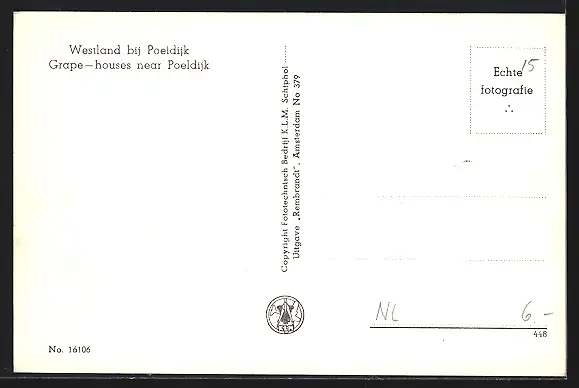 Westland bij Poeldijk
Grape-houses near Poeldijk
Copyright Fototechnisch Bedrijf K.L.M. Schiphol
Uitgave „Rembrandt", Amsterdam No 379
15
Echte
fotografie
NL 6.-
446
No. 16106